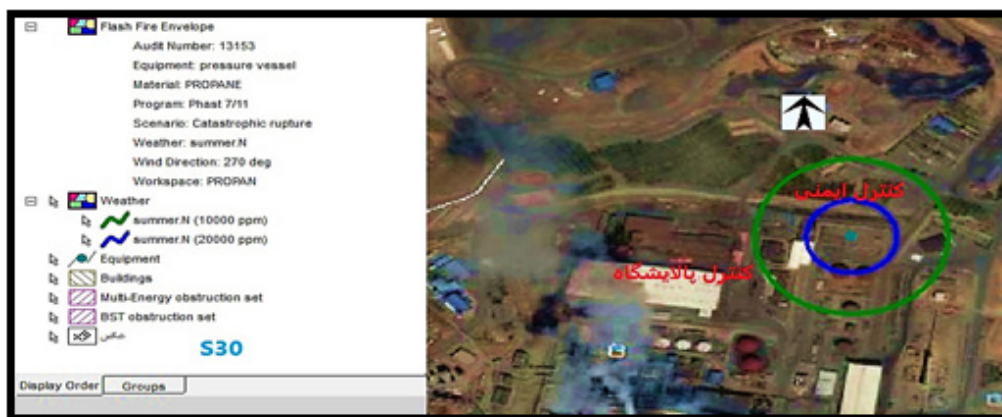 Flash Fire Envelope
Audit Number: 13153
Equipment: pressure vessel
Material: PROPANE
Program: Phast 7/11
Scenario: Catastrophic rupture
Weather: summer.N
Wind Direction: 270 deg
Workspace: PROPAN
Weather
summer.N (10000 ppm)
summer.N (20000 ppm)
Equipment
Buildings
Multi-Energy obstruction set
BST obstruction set
عکس
S30
Display Order
Groups
کنترل ایمنی
کنترل پالایشگاه